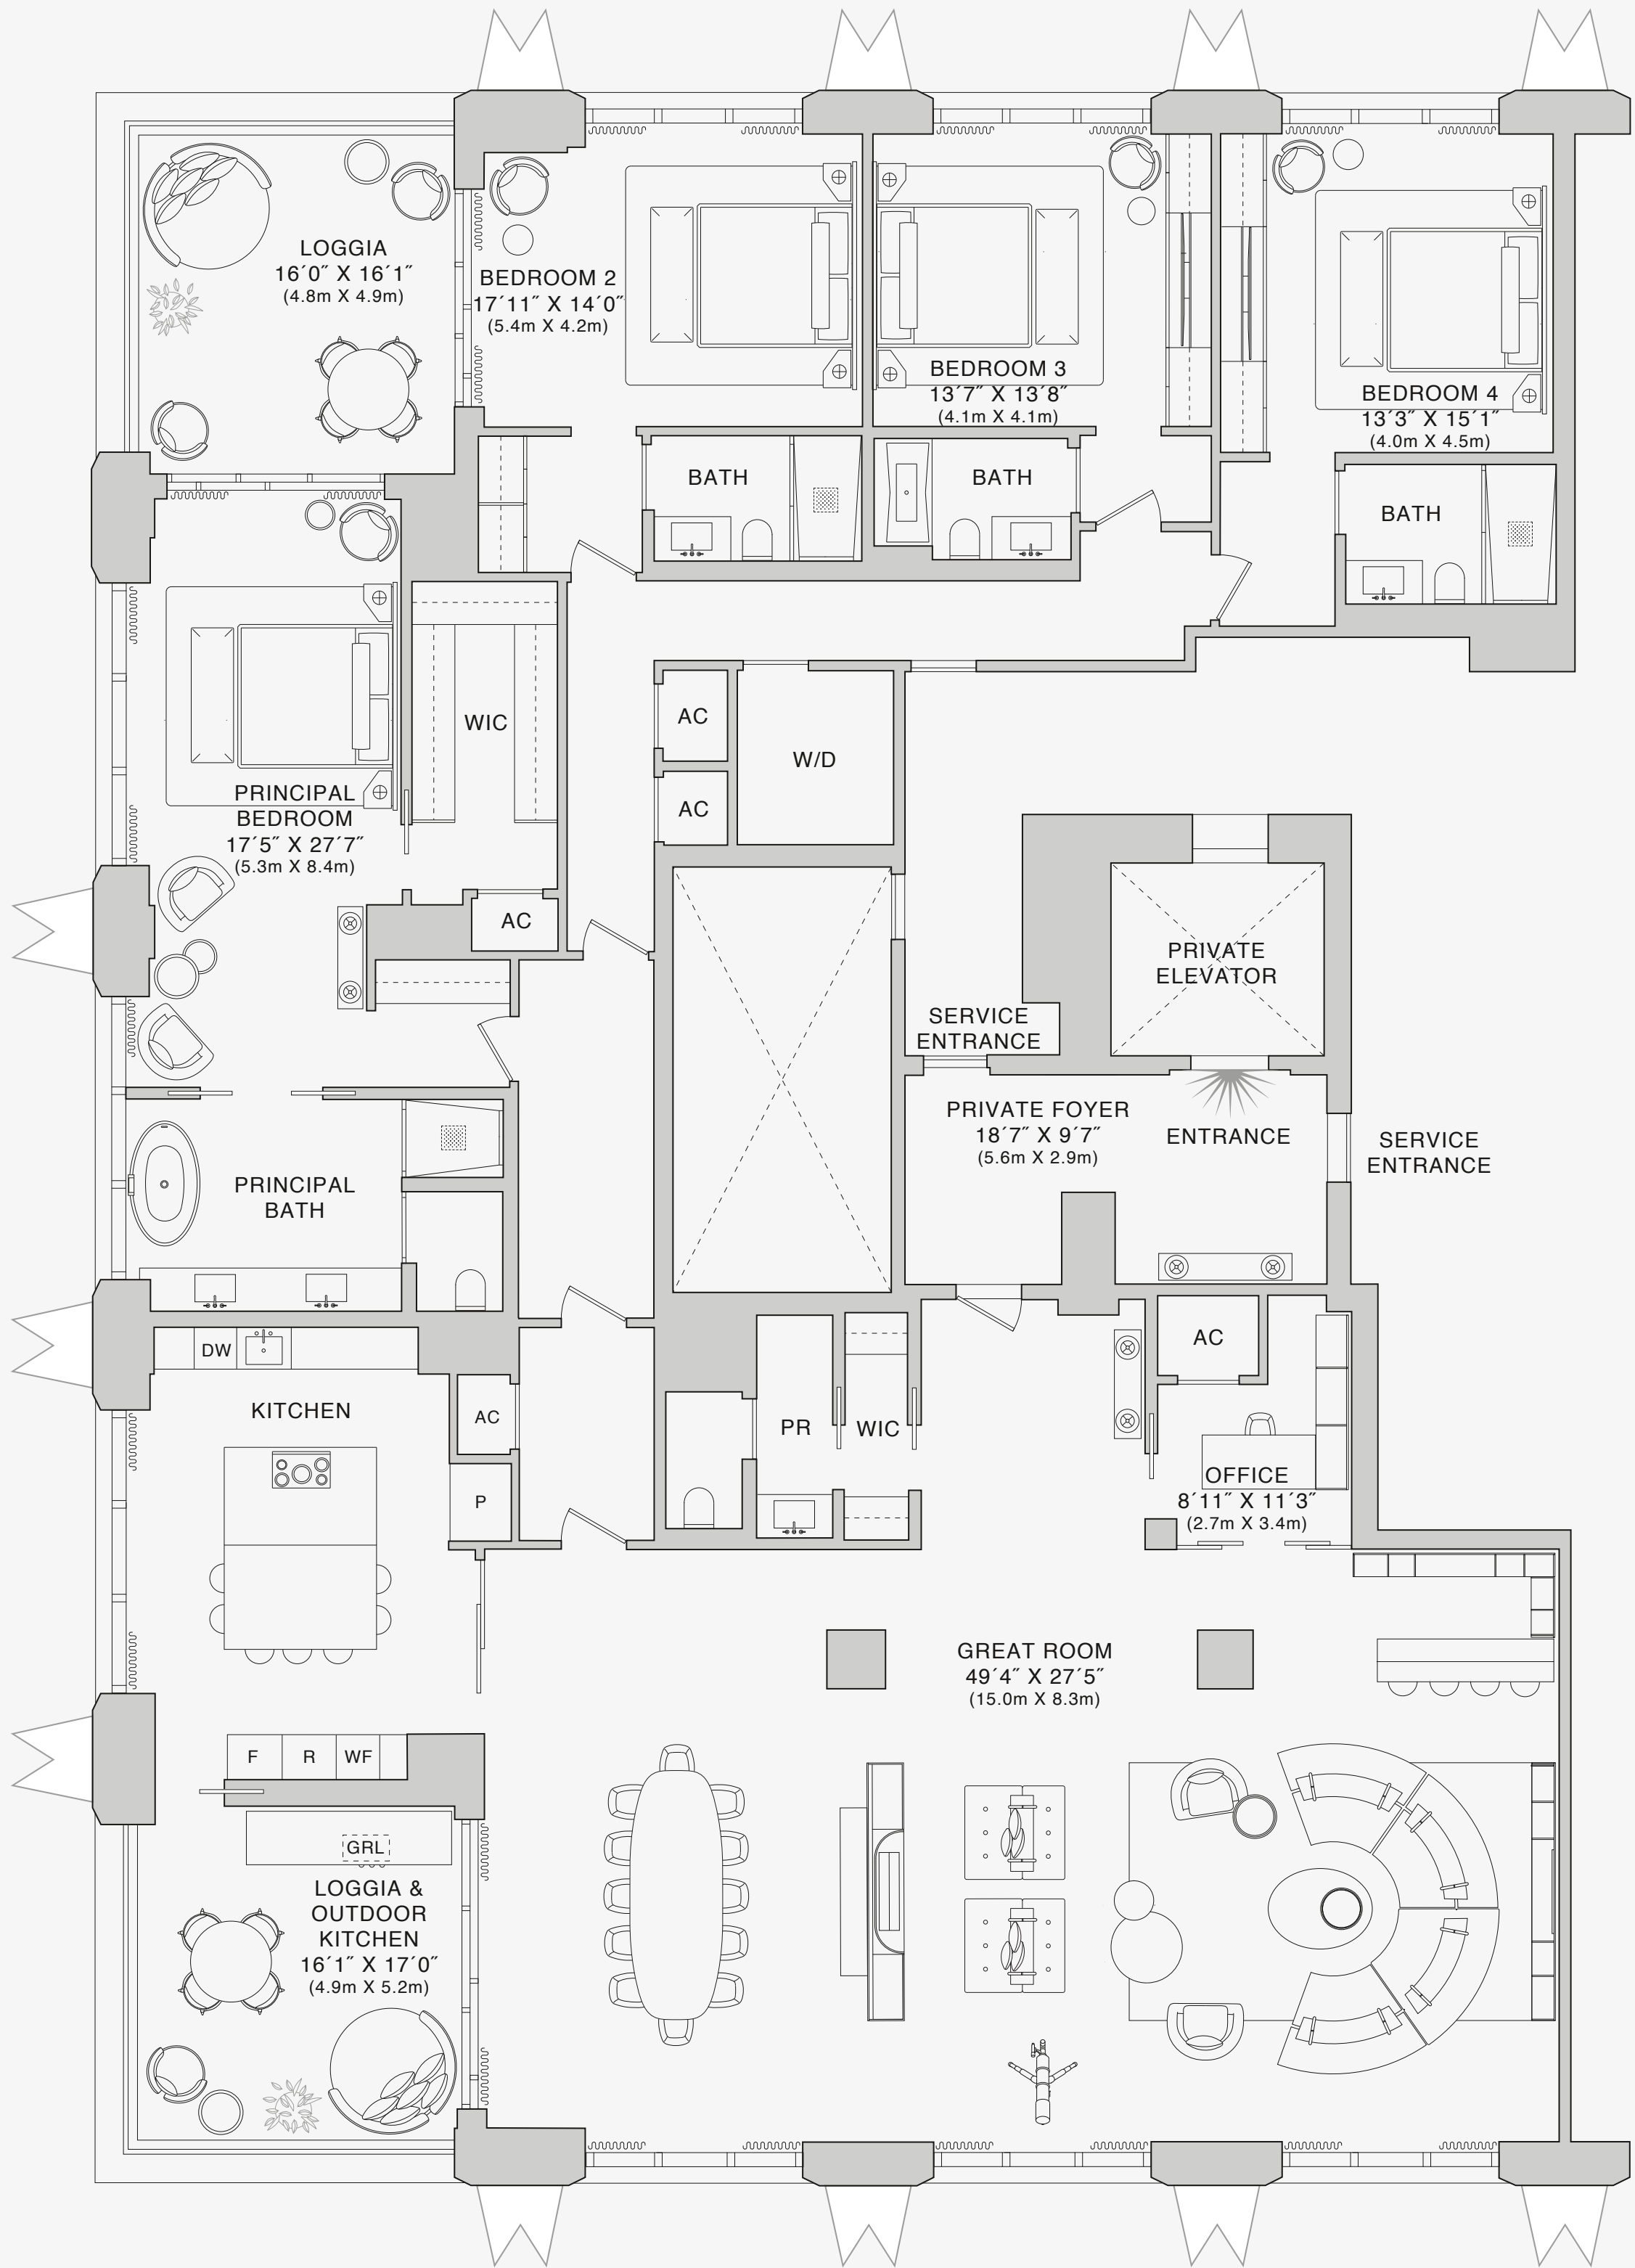 LOGGIA
16´0˝ X 16´1˝
(4.8m X 4.9m)
BEDROOM 2
17´11˝ X 14´0˝
(5.4m X 4.2m)
BEDROOM 3
13´7˝ X 13´8˝
(4.1m X 4.1m)
BEDROOM 4
13´3˝ X 15´1˝
(4.0m X 4.5m)
BATH
BATH
BATH
WIC
AC
AC
W/D
PRINCIPAL
BEDROOM
17´5˝ X 27´7˝
(5.3m X 8.4m)
AC
PRIVATE
ELEVATOR
SERVICE
ENTRANCE
PRIVATE FOYER
18´7˝ X 9´7˝
(5.6m X 2.9m)
ENTRANCE
SERVICE
ENTRANCE
PRINCIPAL
BATH
DW
KITCHEN
AC
P
PR
WIC
AC
OFFICE
8´11˝ X 11´3˝
(2.7m X 3.4m)
GREAT ROOM
49´4˝ X 27´5˝
(15.0m X 8.3m)
F
R
WF
GRL
LOGGIA &
OUTDOOR
KITCHEN
16´1˝ X 17´0˝
(4.9m X 5.2m)